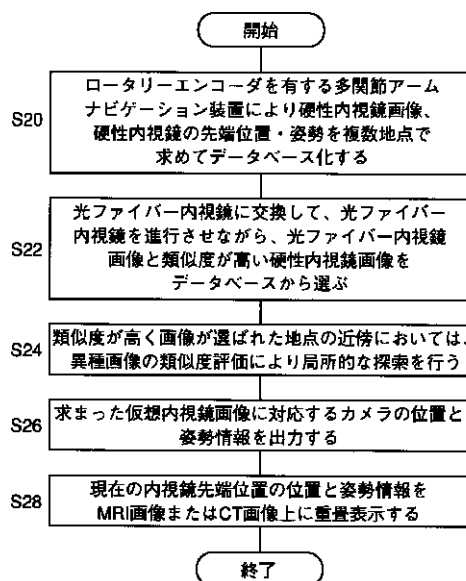 開始
S20
ロータリーエンコーダを有する多関節アーム
ナビゲーション装置により硬性内視鏡画像、
硬性内視鏡の先端位置・姿勢を複数地点で
求めてデータベース化する
S22
光ファイバー内視鏡に交換して、光ファイバー
内視鏡を進行させながら、光ファイバー内視鏡
画像と類似度が高い硬性内視鏡画像を
データベースから選ぶ
S24
類似度が高く画像が選ばれた地点の近傍においては、
異種画像の類似度評価により局所的な探索を行う
S26
求まった仮想内視鏡画像に対応するカメラの位置と
姿勢情報を出力する
S28
現在の内視鏡先端位置の位置と姿勢情報を
MRI画像またはCT画像上に重畳表示する
終了